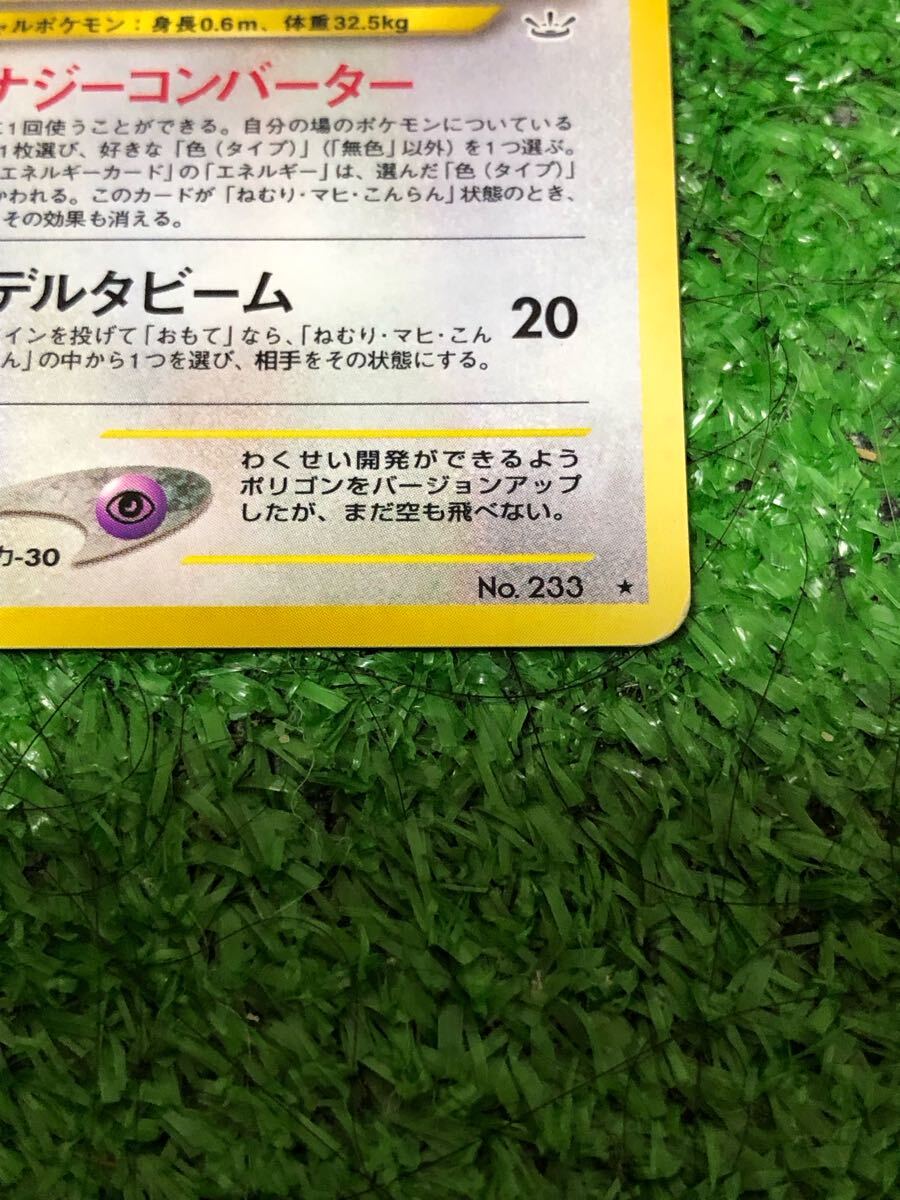 ャルポケモン：身長0.6m、体重32.5kg
ナジーコンバーター
に1回使うことができる。自分の場のポケモンについている
1枚選び、好きな「色（タイプ）」（「無色」以外）を1つ選ぶ。
エネルギーカード」の「エネルギー」は、選んだ「色（タイプ）」
かわれる。このカードが「ねむり・マヒ・こんらん」状態のとき、
その効果も消える。
デルタビーム
20
インを投げて「おもて」なら、「ねむり・マヒ・こん
ん」の中から1つを選び、相手をその状態にする。
わくせい開発ができるよう
ポリゴンをバージョンアップ
したが、まだ空も飛べない。
力-30
No. 233 ★